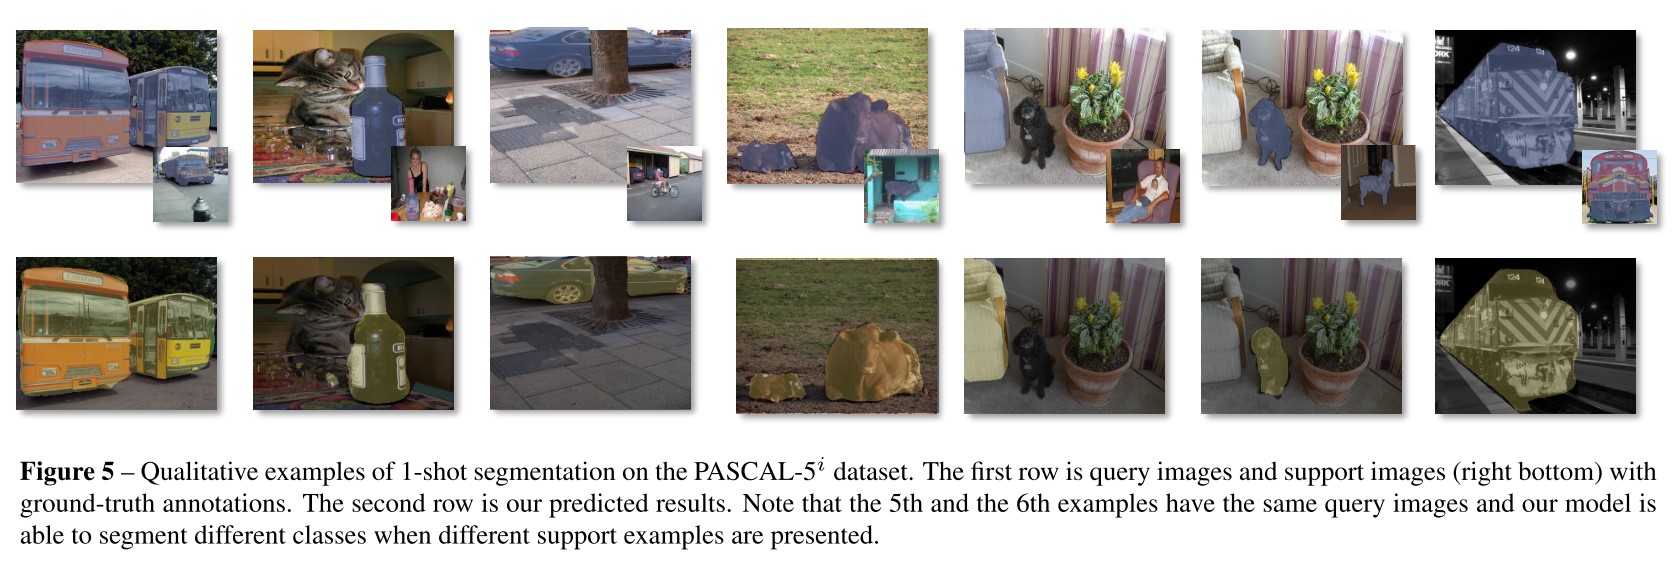 124
124
Figure 5 – Qualitative examples of 1-shot segmentation on the PASCAL-5ⁱ dataset. The first row is query images and support images (right bottom) with
ground-truth annotations. The second row is our predicted results. Note that the 5th and the 6th examples have the same query images and our model is
able to segment different classes when different support examples are presented.